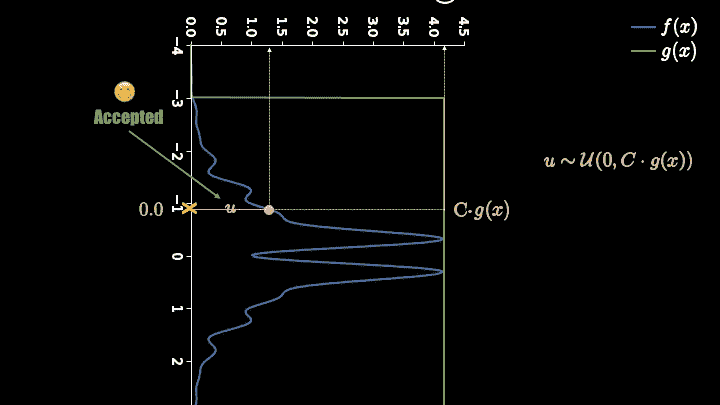 0.0 0.5 1.0 1.5 2.0 2.5 3.0 3.5 4.0 4.5
f(x)
g(x)
−4
−3
Accepted
−2
u ~ 𝒰(0, C · g(x))
0.0 −1 u C·g(x)
0
1
2